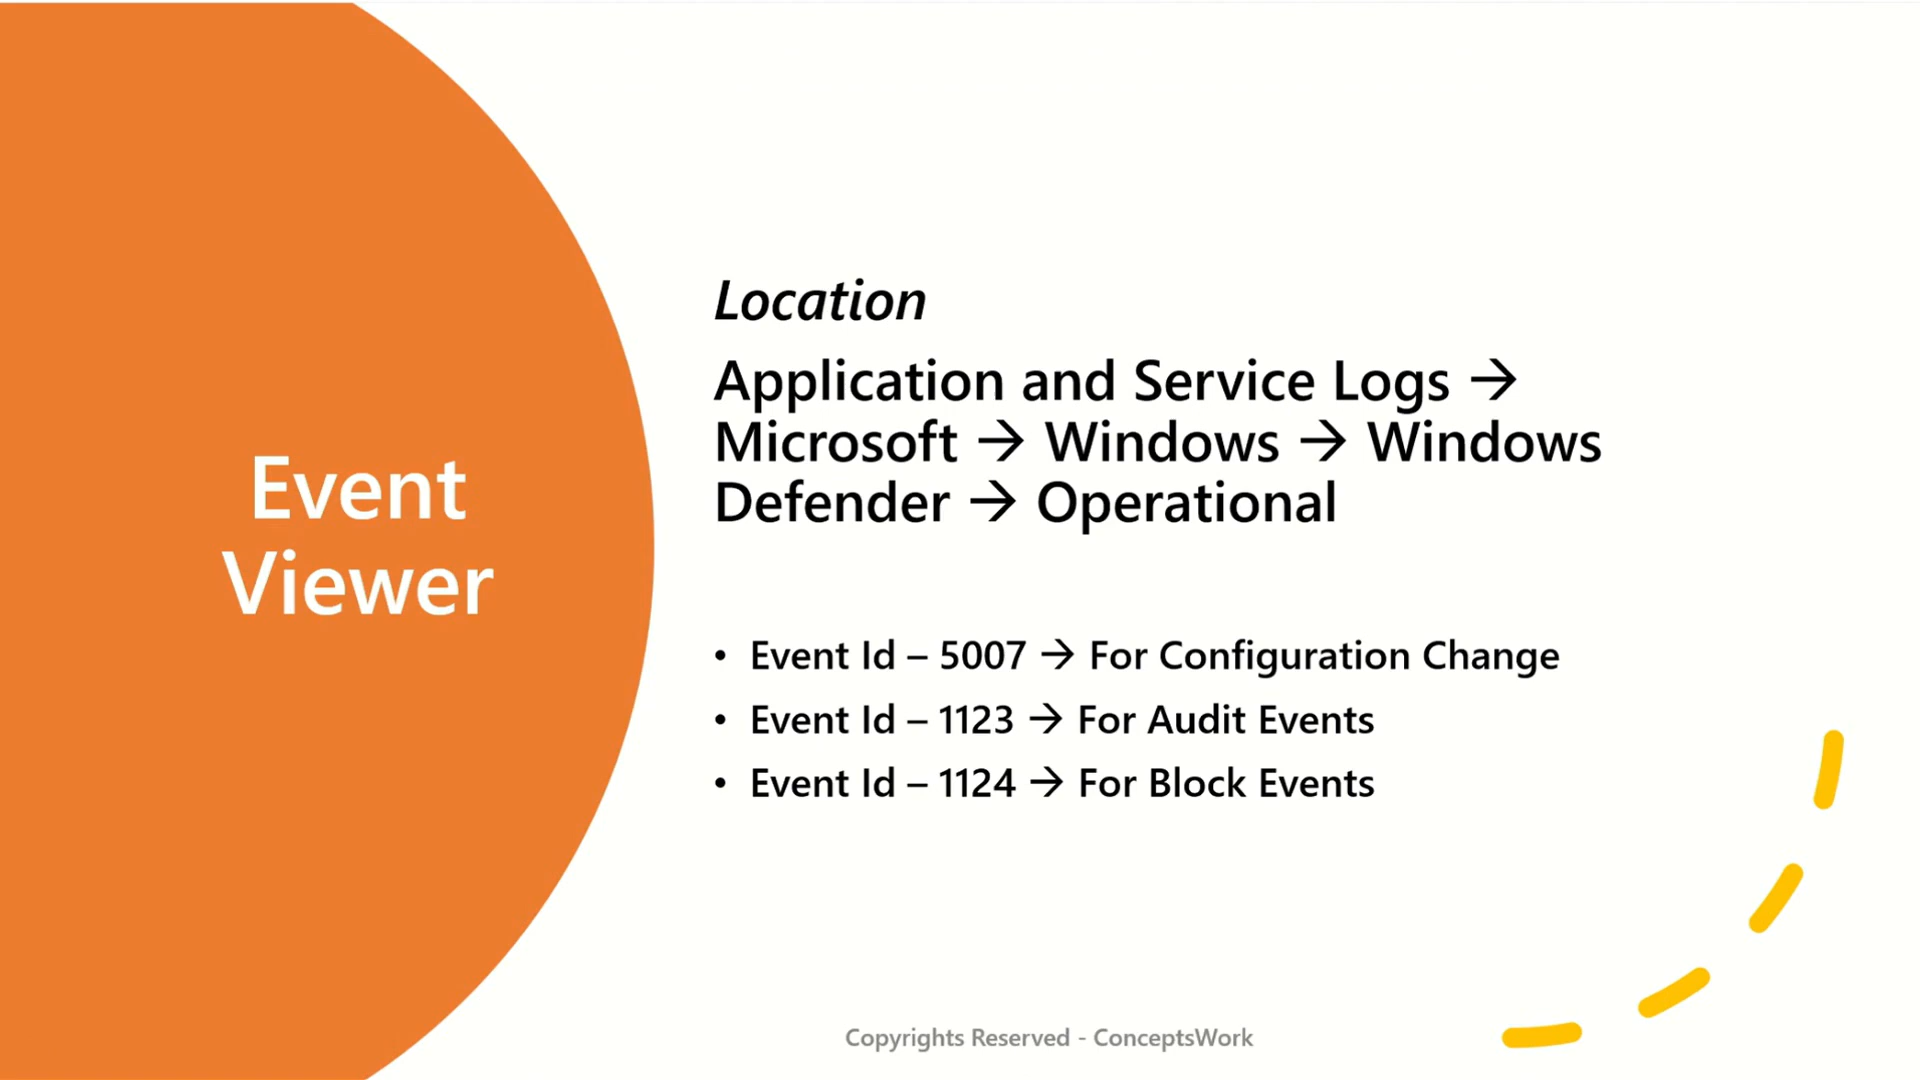 Event
Viewer
Location
Application and Service Logs →
Microsoft → Windows → Windows
Defender → Operational
• Event Id – 5007 → For Configuration Change
• Event Id – 1123 → For Audit Events
• Event Id – 1124 → For Block Events
Copyrights Reserved - ConceptsWork